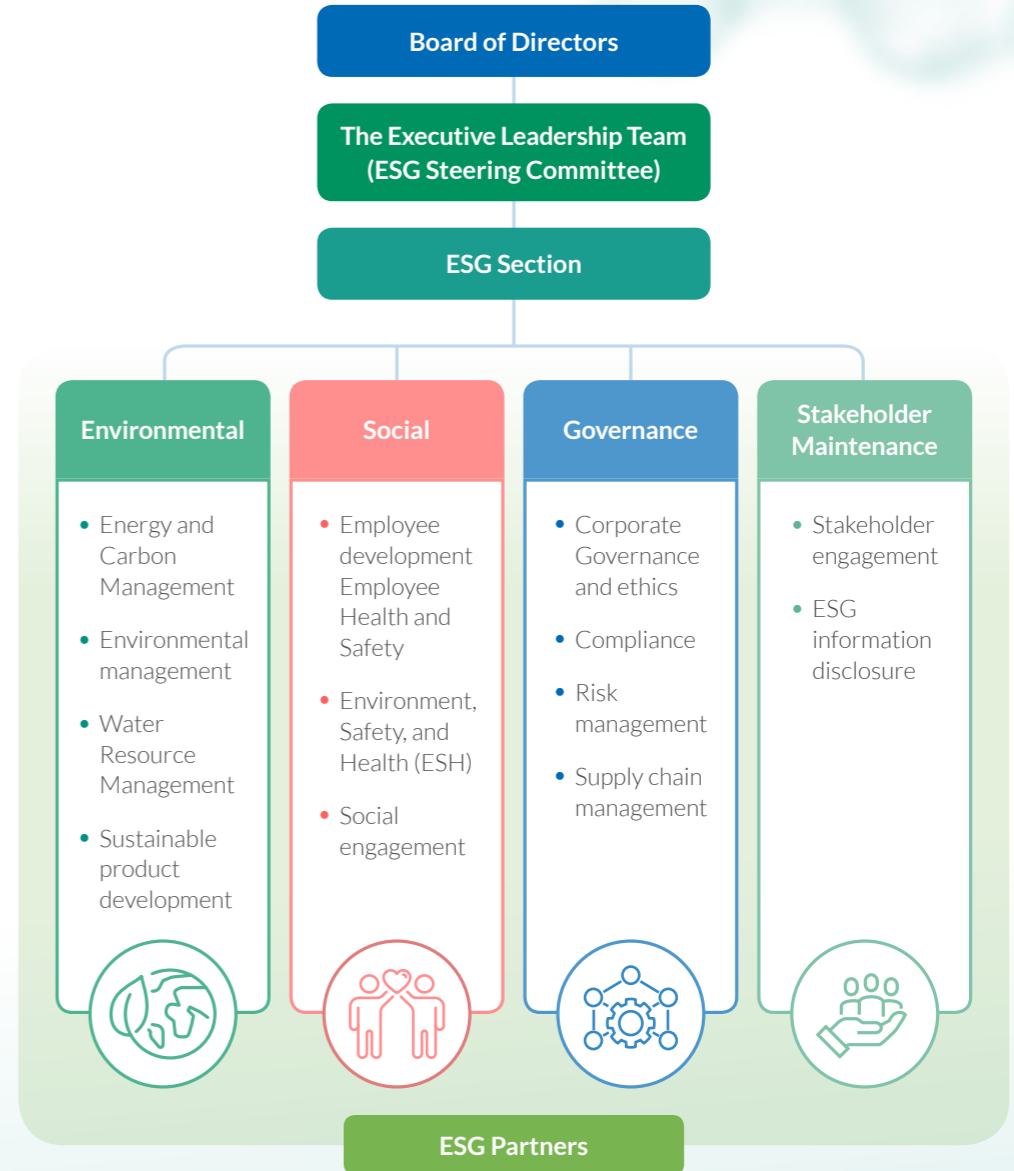 Board of Directors
The Executive Leadership Team
(ESG Steering Committee)
ESG Section
Environmental
• Energy and
Carbon
Management
• Environmental
management
• Water
Resource
Management
• Sustainable
product
development
Social
• Employee
development
Employee
Health and
Safety
• Environment,
Safety, and
Health (ESH)
• Social
engagement
Governance
• Corporate
Governance
and ethics
• Compliance
• Risk
management
• Supply chain
management
Stakeholder
Maintenance
• Stakeholder
engagement
• ESG
information
disclosure
ESG Partners